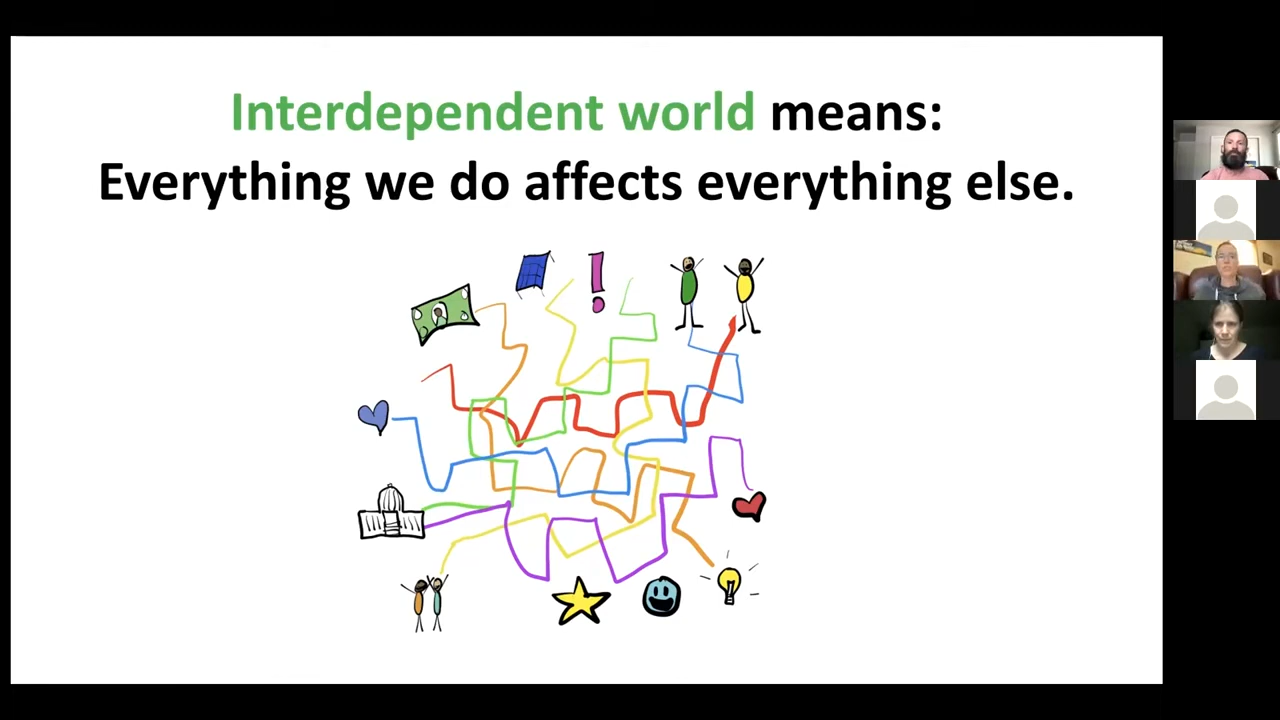 Interdependent world means:
Everything we do affects everything else.